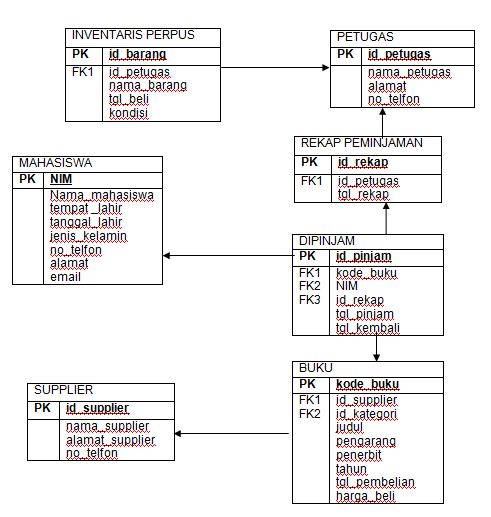 INVENTARIS PERPUS
PK id_barang
FK1 id_petugas
nama_barang
tgl_beli
kondisi
PETUGAS
PK id_petugas
nama_petugas
alamat
no_telfon
REKAP PEMINJAMAN
PK id_rekap
FK1 id_petugas
tgl_rekap
MAHASISWA
PK NIM
Nama_mahasiswa
tempat _lahir
tanggal_lahir
jenis_kelamin
no_telfon
alamat
email
DIPINJAM
PK id_pinjam
FK1 kode_buku
FK2 NIM
FK3 id_rekap
tgl_pinjam
tgl_kembali
BUKU
PK kode_buku
FK1 id_supplier
FK2 id_kategori
judul
pengarang
penerbit
tahun
tgl_pembelian
harga_beli
SUPPLIER
PK id_supplier
nama_supplier
alamat_supplier
no_telfon